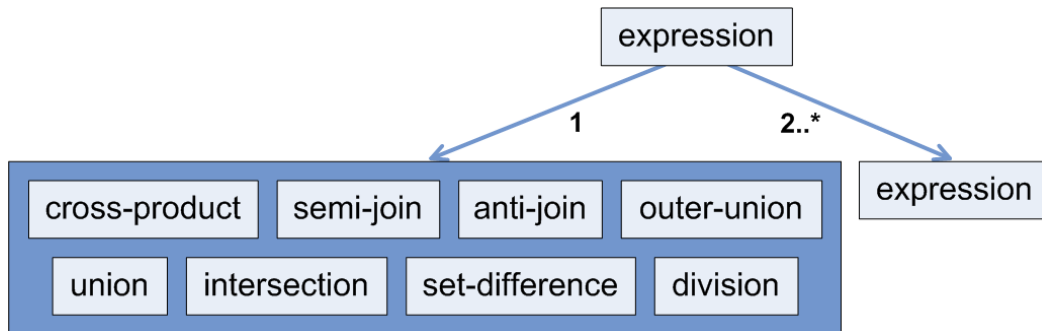 expression
1
2..*
cross-product semi-join anti-join outer-union
expression
union intersection set-difference division